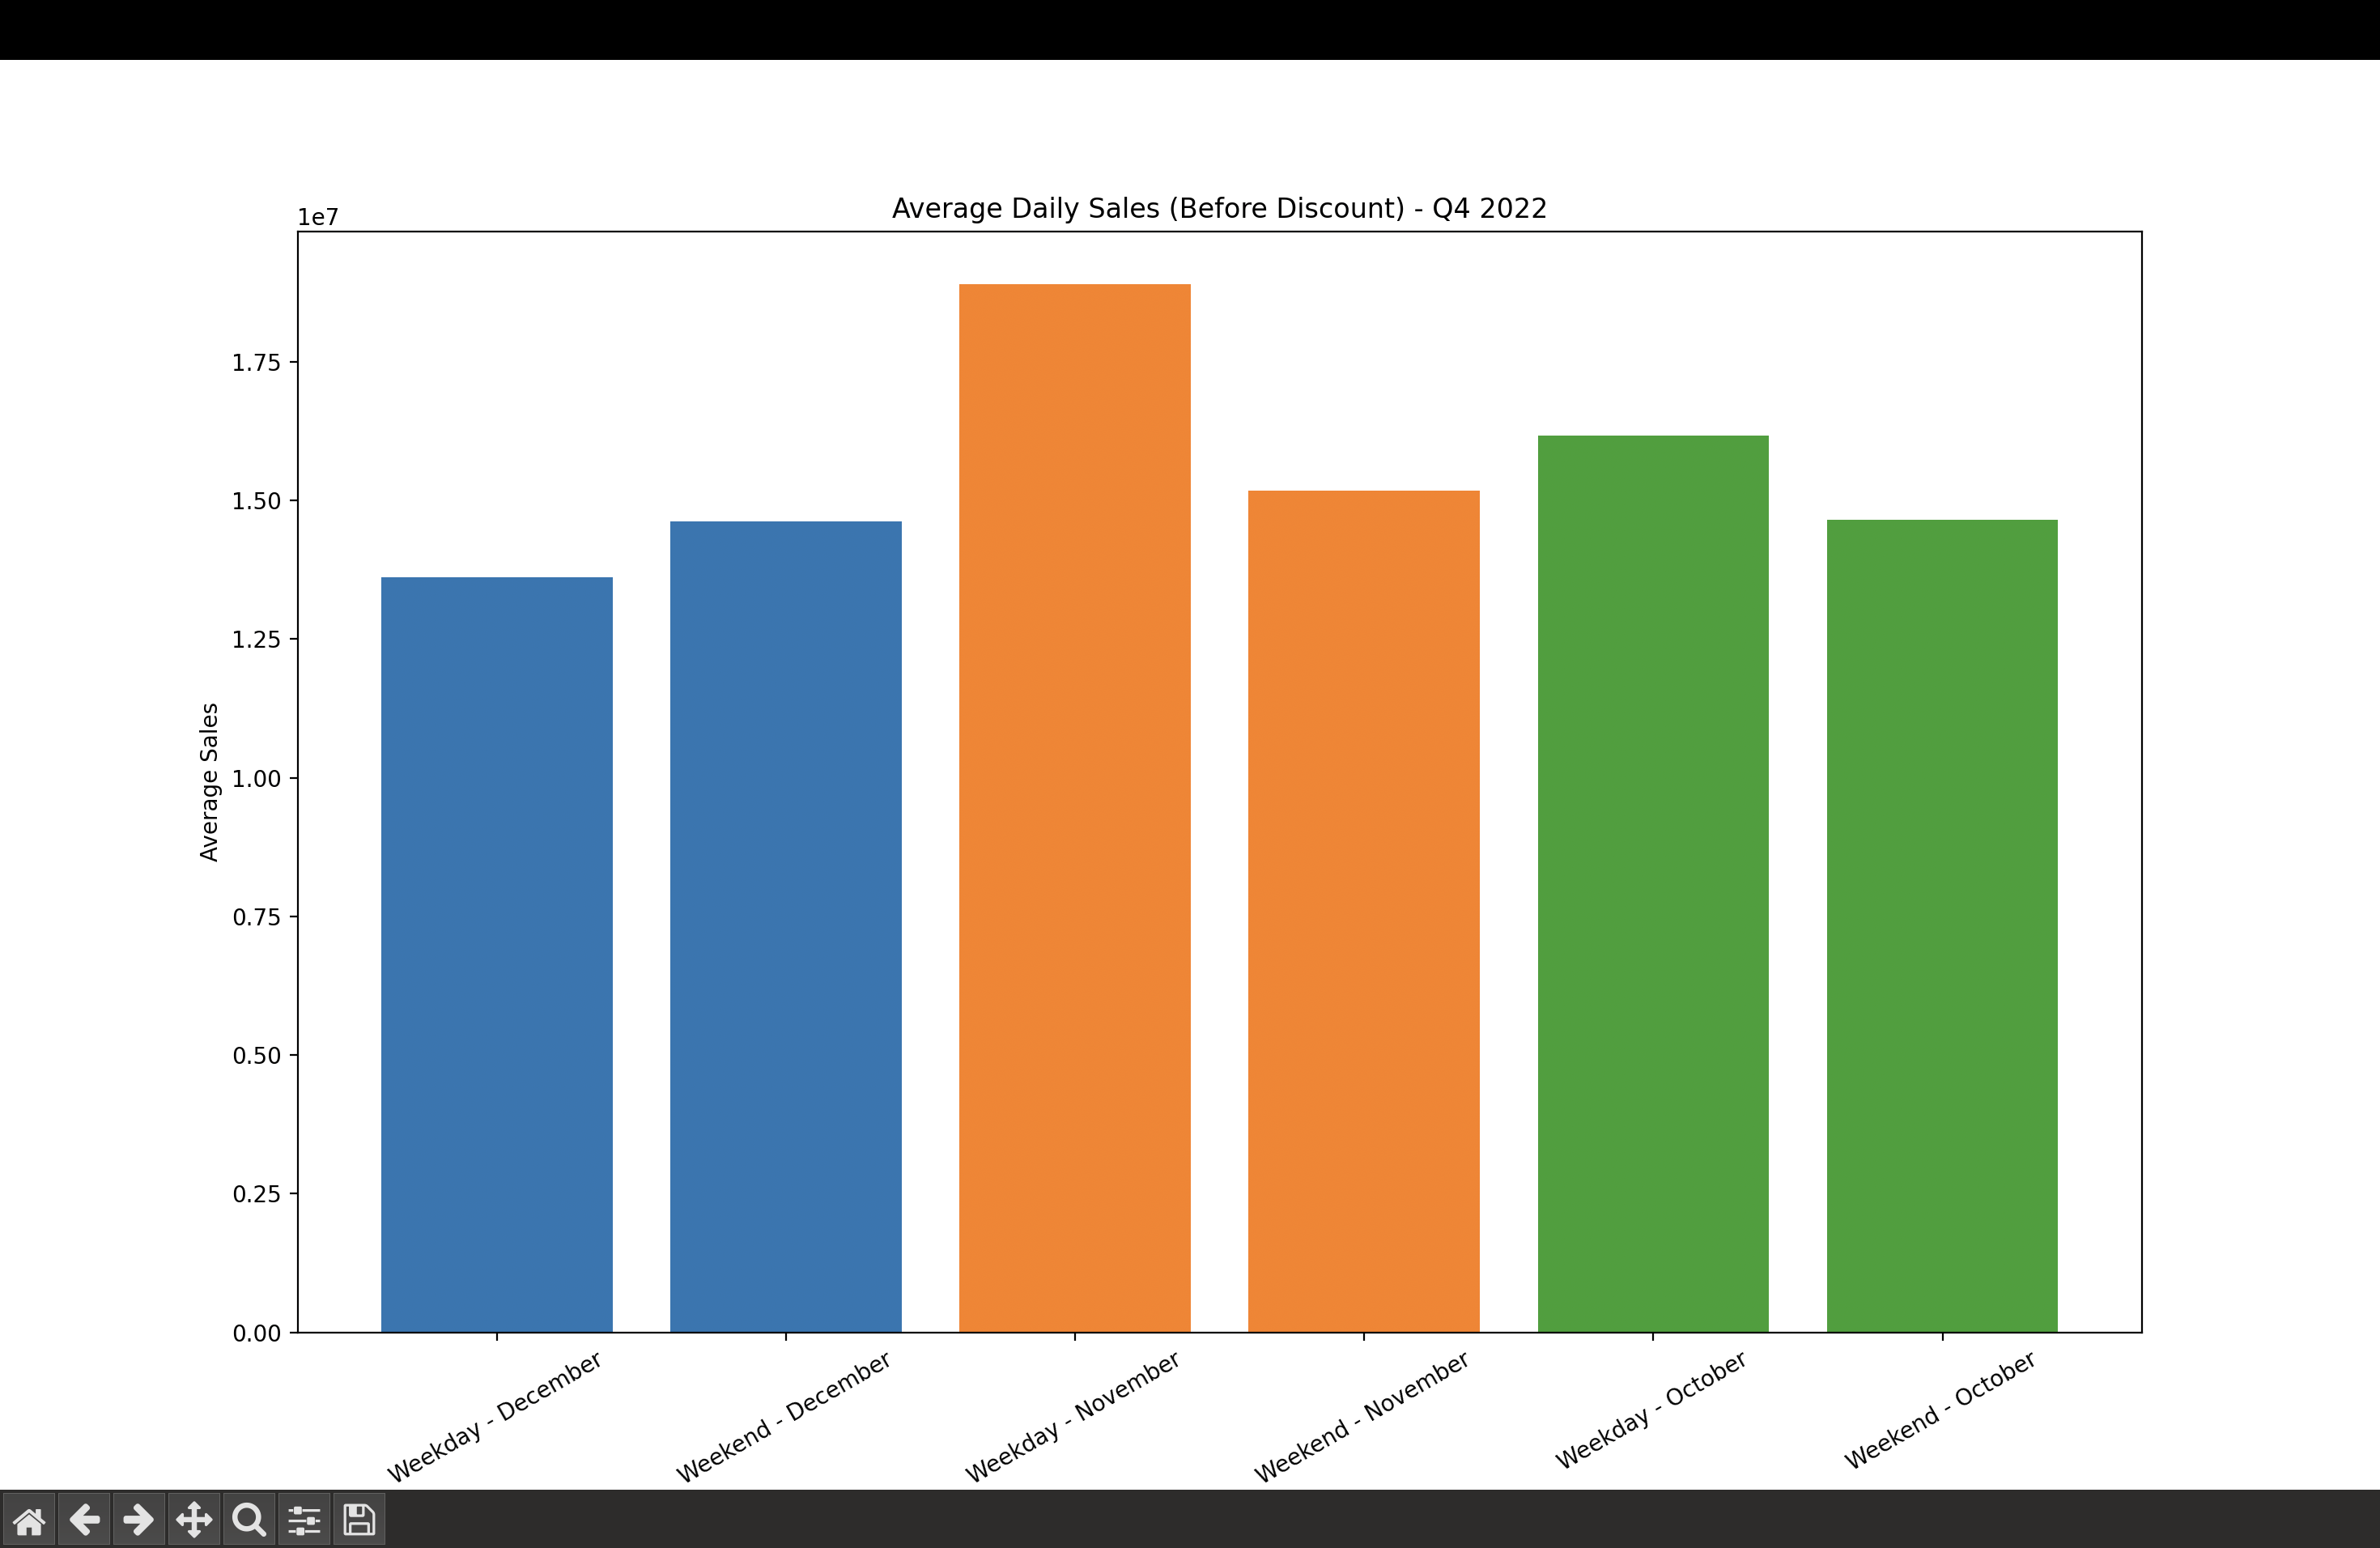 Average Daily Sales (Before Discount) - Q4 2022
1e7
1.75
1.50
1.25
1.00
0.75
0.50
0.25
0.00
Average Sales
Weekday - December
Weekend - December
Weekday - November
Weekend - November
Weekday - October
Weekend - October